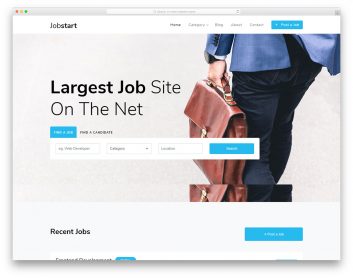 Jobstart
Home Category Blog About Contact + Post a Job
Largest Job Site
On The Net
FIND A JOB FIND A CANDIDATE
eg. Web Developer Category Location Search
Recent Jobs
+ Post a Job
Frontend Development